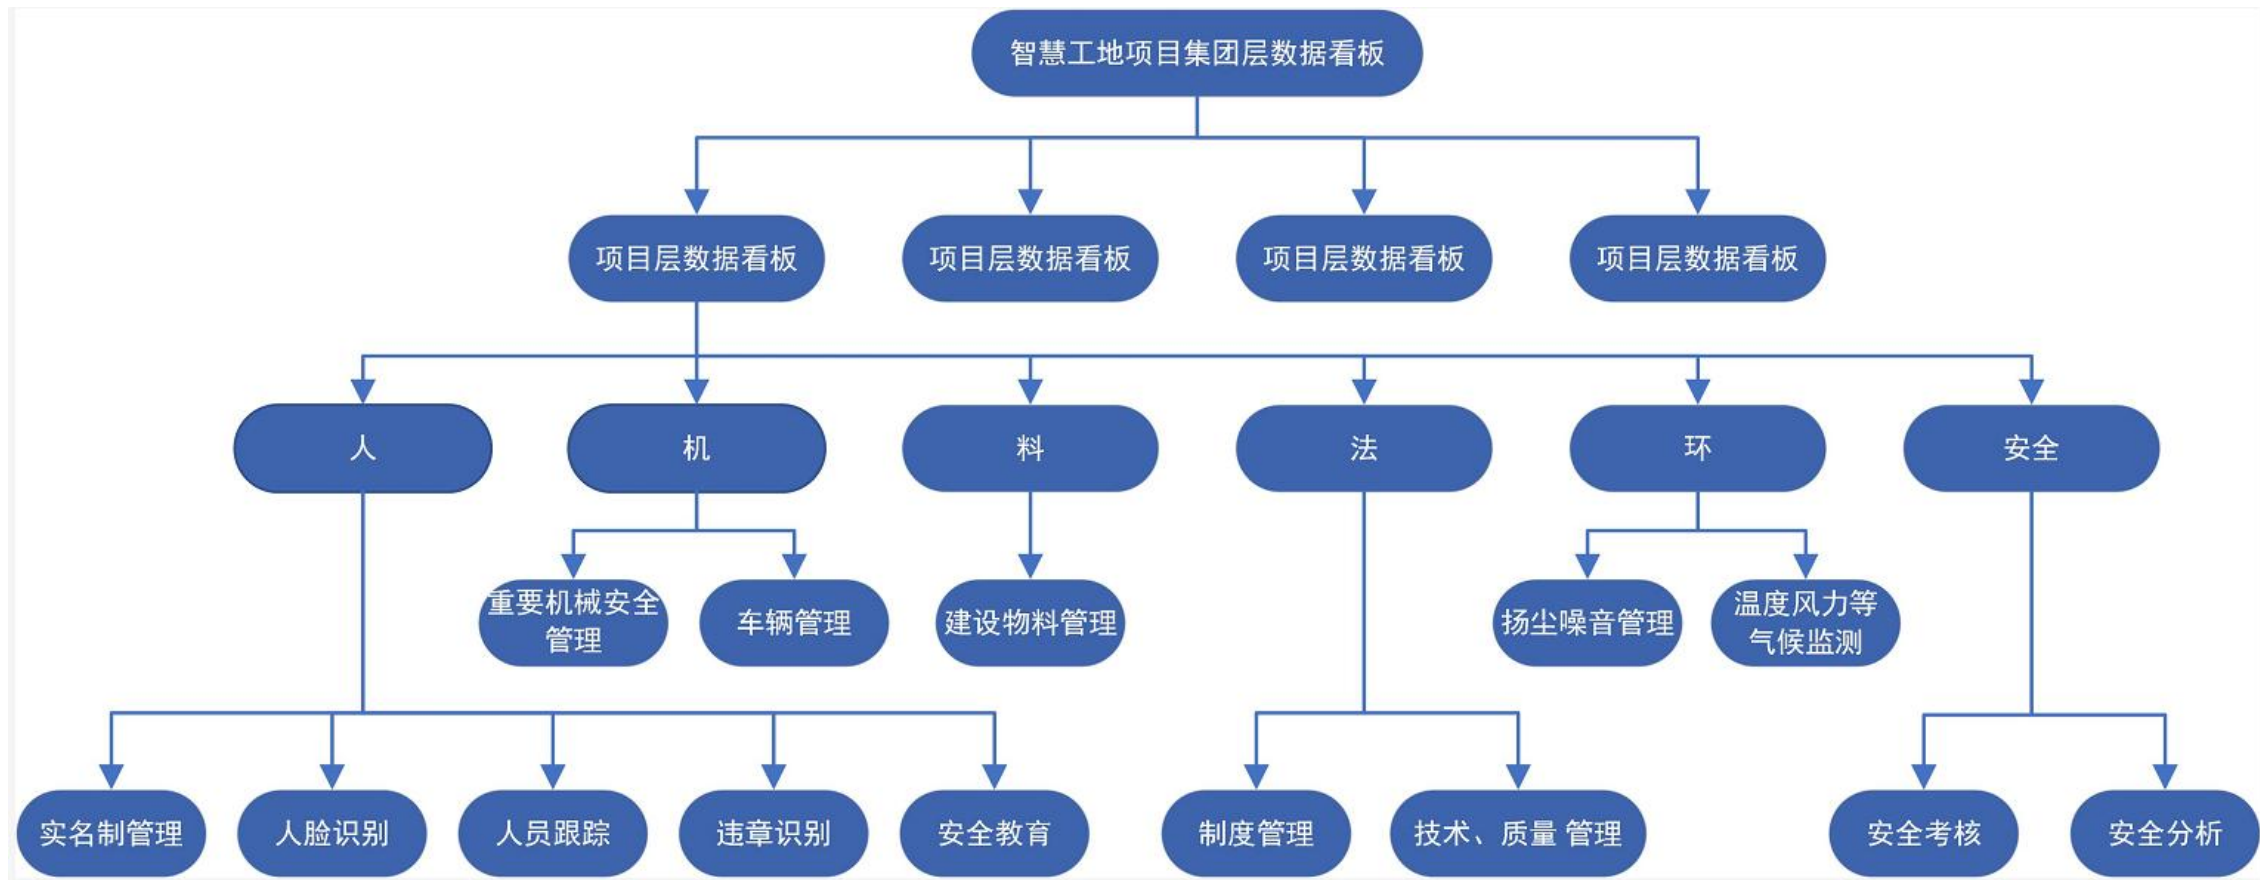 智慧工地项目集团层数据看板
项目层数据看板
项目层数据看板
项目层数据看板
项目层数据看板
人
机
料
法
环
安全
重要机械安全
管理
车辆管理
建设物料管理
扬尘噪音管理
温度风力等
气候监测
实名制管理
人脸识别
人员跟踪
违章识别
安全教育
制度管理
技术、质量 管理
安全考核
安全分析